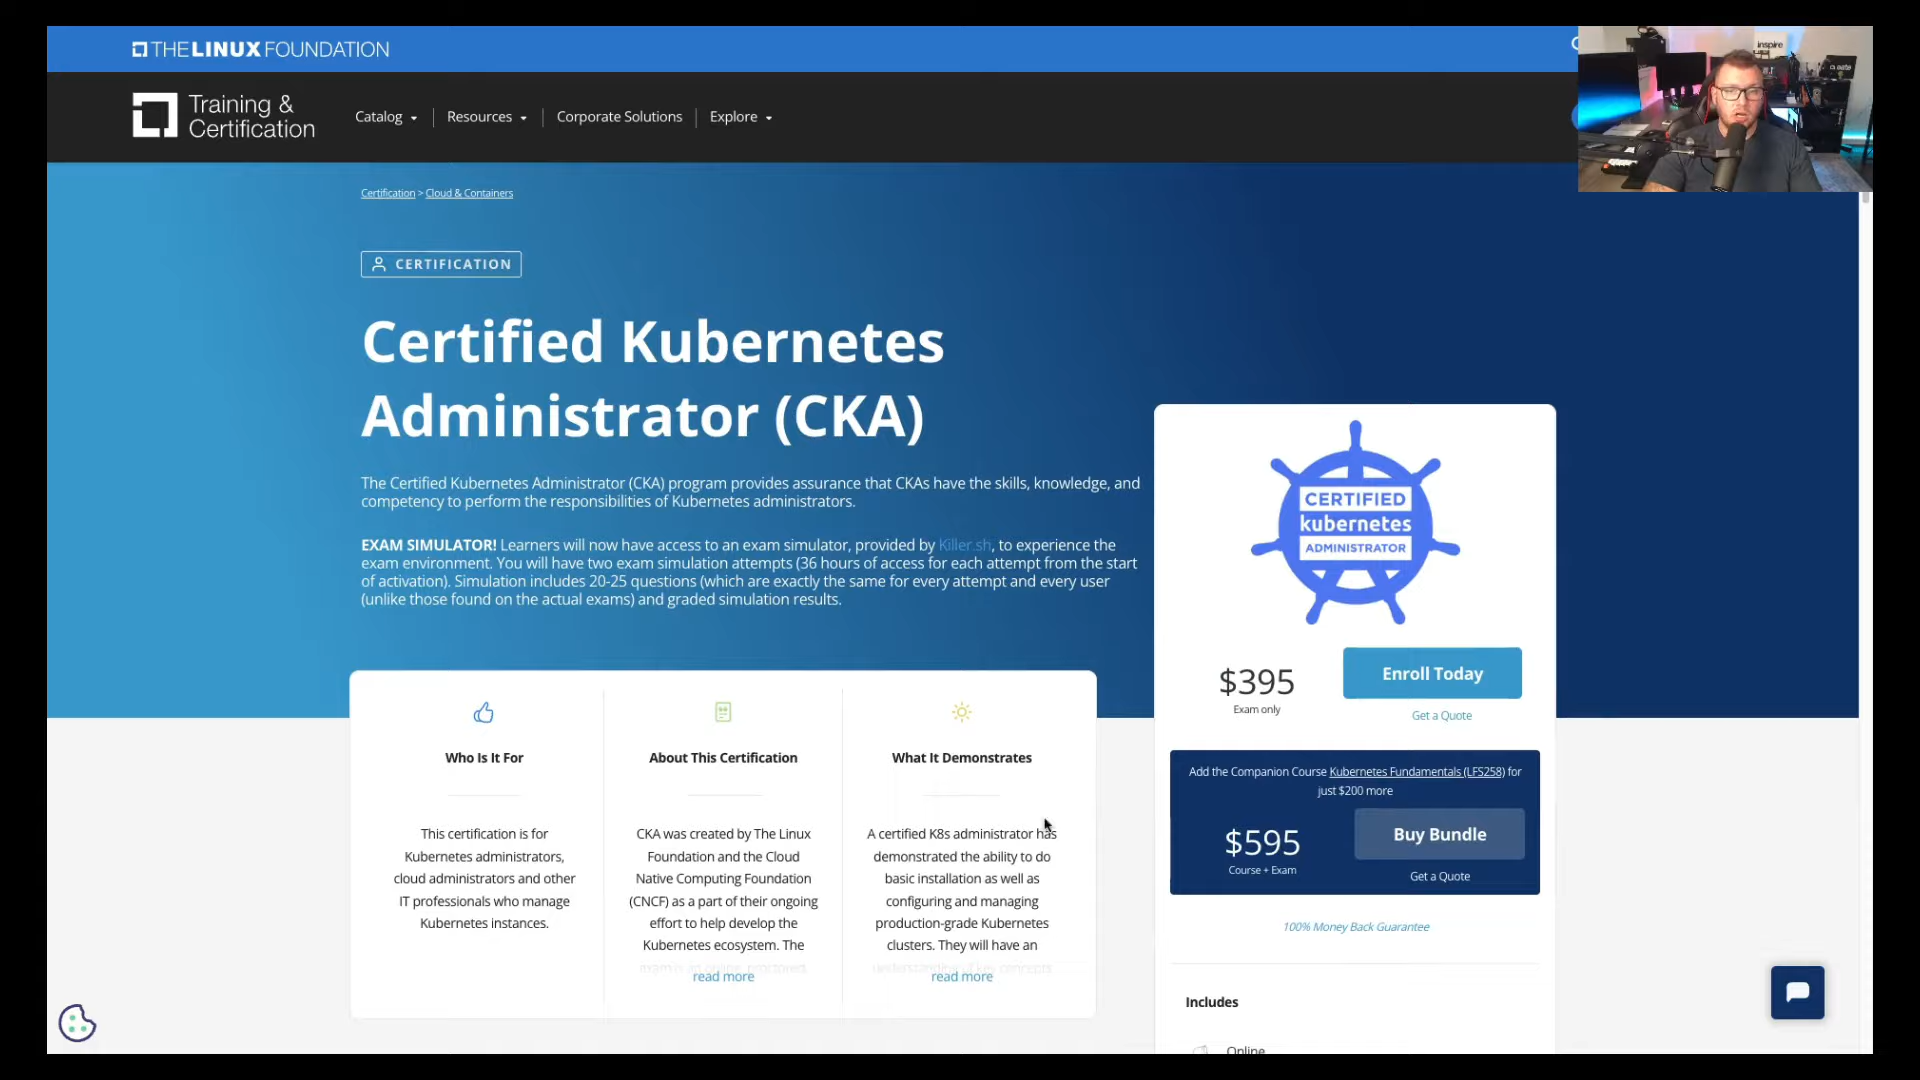 THE LINUX FOUNDATION
inspire
Training &
Certification
Catalog
Resources
Corporate Solutions
Explore
Certification > Cloud & Containers
CERTIFICATION
Certified Kubernetes
Administrator (CKA)
The Certified Kubernetes Administrator (CKA) program provides assurance that CKAs have the skills, knowledge, and
competency to perform the responsibilities of Kubernetes administrators.
EXAM SIMULATOR! Learners will now have access to an exam simulator, provided by Killer.sh, to experience the
exam environment. You will have two exam simulation attempts (36 hours of access for each attempt from the start
of activation). Simulation includes 20-25 questions (which are exactly the same for every attempt and every user
(unlike those found on the actual exams) and graded simulation results.
CERTIFIED
kubernetes
ADMINISTRATOR
$395
Exam only
Enroll Today
Get a Quote
Add the Companion Course Kubernetes Fundamentals (LFS258) for
just $200 more
$595
Course + Exam
Buy Bundle
Get a Quote
100% Money Back Guarantee
Includes
Online
Who Is It For
This certification is for
Kubernetes administrators,
cloud administrators and other
IT professionals who manage
Kubernetes instances.
About This Certification
CKA was created by The Linux
Foundation and the Cloud
Native Computing Foundation
(CNCF) as a part of their ongoing
effort to help develop the
Kubernetes ecosystem. The
exam is an online, proctored,
read more
What It Demonstrates
A certified K8s administrator has
demonstrated the ability to do
basic installation as well as
configuring and managing
production-grade Kubernetes
clusters. They will have an
understanding of key concepts
read more